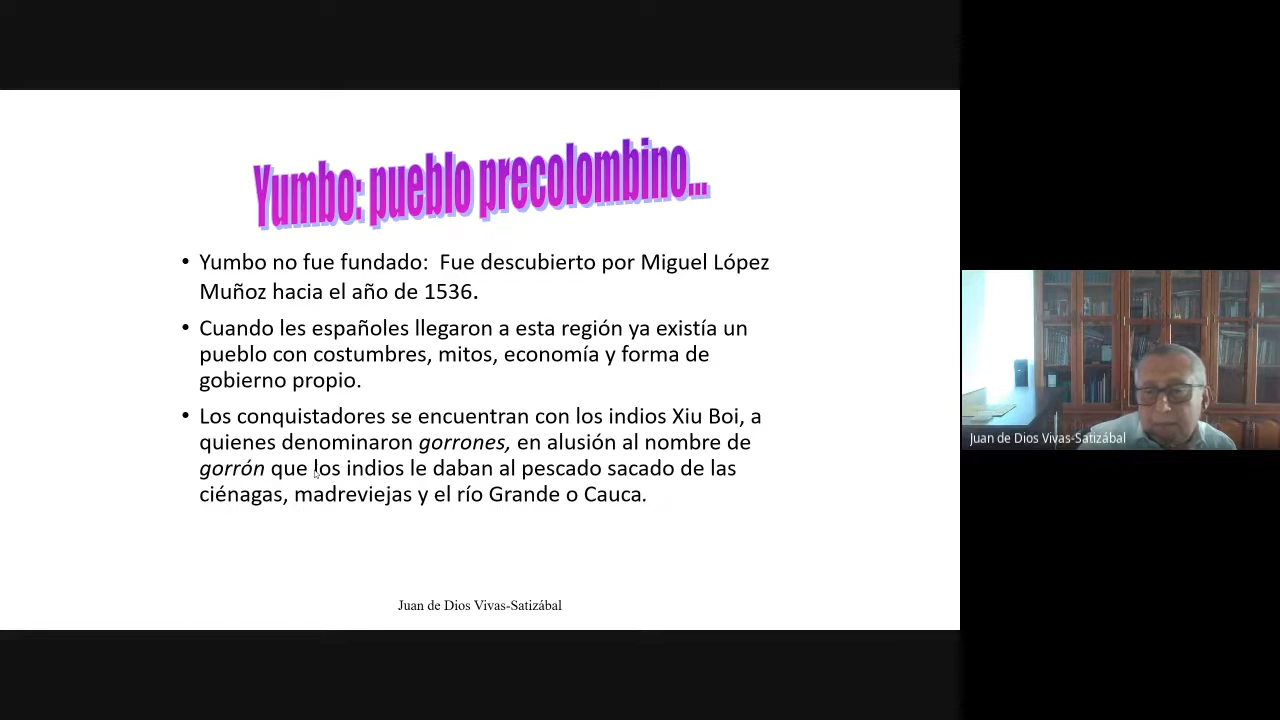 Yumbo: pueblo precolombino...
• Yumbo no fue fundado:  Fue descubierto por Miguel López
Muñoz hacia el año de 1536.
• Cuando les españoles llegaron a esta región ya existía un
pueblo con costumbres, mitos, economía y forma de
gobierno propio.
• Los conquistadores se encuentran con los indios Xiu Boi, a
quienes denominaron gorrones, en alusión al nombre de
gorrón que los indios le daban al pescado sacado de las
ciénagas, madreviejas y el río Grande o Cauca.
Juan de Dios Vivas-Satizábal
Juan de Dios Vivas-Satizábal